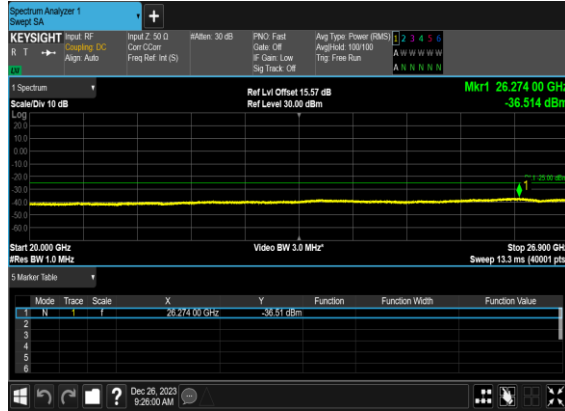 Spectrum Analyzer 1
Swept SA
KEYSIGHT Input: RF Input Z: 50 Ω #Atten: 30 dB PNO: Fast Avg Type: Power (RMS) 1 2 3 4 5 6
R T Coupling: DC Corr CCorr Gate: Off Avg|Hold: 100/100 A W W W W W
Align: Auto Freq Ref: Int (S) IF Gain: Low Trig: Free Run
Sig Track: Off A N N N N N
1 Spectrum Ref Lvl Offset 15.57 dB Mkr1 26.274 00 GHz
Scale/Div 10 dB Ref Level 30.00 dBm -36.514 dBm
Log
20.0
10.0
0.00
-10.0
-20.0
-25.00 dBm
1
-30.0
-40.0
-50.0
-60.0
Start 20.000 GHz Video BW 3.0 MHz* Stop 26.900 GHz
#Res BW 1.0 MHz Sweep 13.3 ms (40001 pts)
5 Marker Table
Mode Trace Scale X Y Function Function Width Function Value
1 N 1 f 26.274 00 GHz -36.51 dBm
2
3
4
5
6
Dec 26, 2023
9:26:00 AM